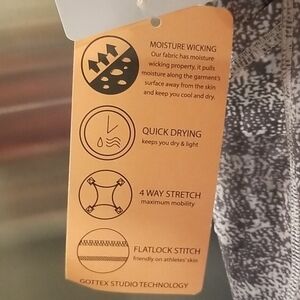 MOISTURE WICKING
Our fabric has moisture
wicking property, it pulls
moisture along the garment's
surface away from the skin
and keep you cool and dry.
QUICK DRYING
keeps you dry & light
4 WAY STRETCH
maximum mobility
FLATLOCK STITCH
friendly on athletes' skin
GOTTEX STUDIO TECHNOLOGY